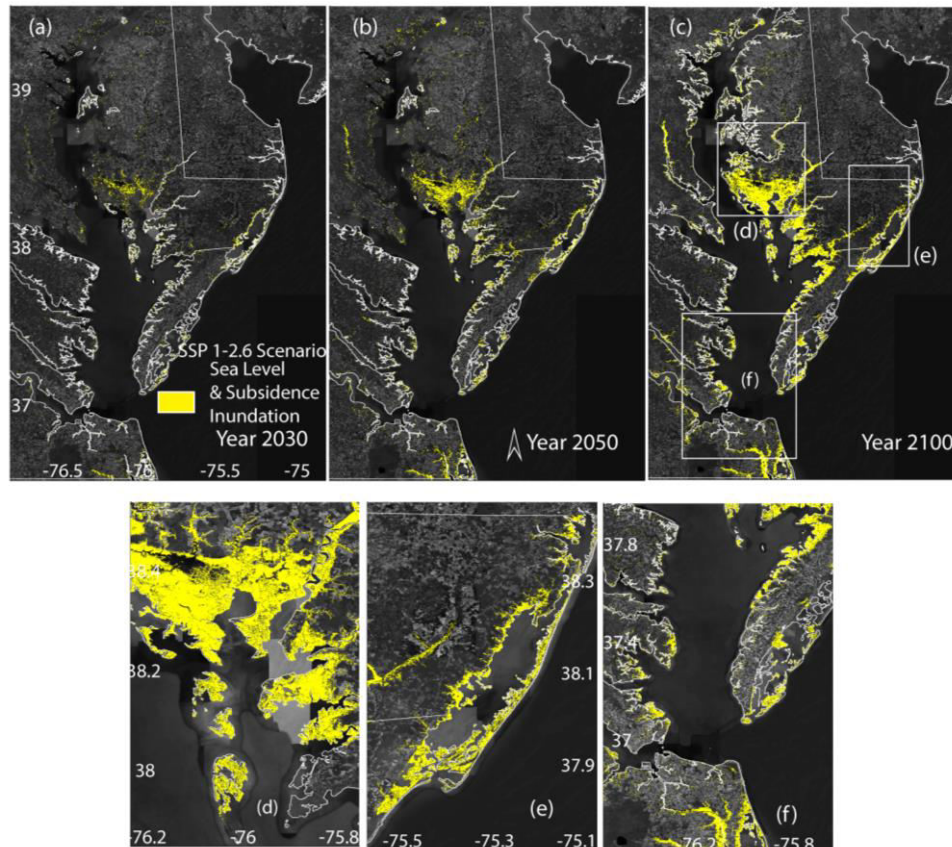 (a)
(b)
(c)
39
38
37
(d)
(e)
(f)
SSP 1-2.6 Scenario
Sea Level
& Subsidence
Inundation
Year 2030
Year 2050
Year 2100
-76.5 -76 -75.5 -75
38.4
38.2
38
(d)
-76.2 -76 -75.8
38.3
38.1
37.9
(e)
-75.5 -75.3 -75.1
37.8
37.4
37
(f)
-76.2 -75.8